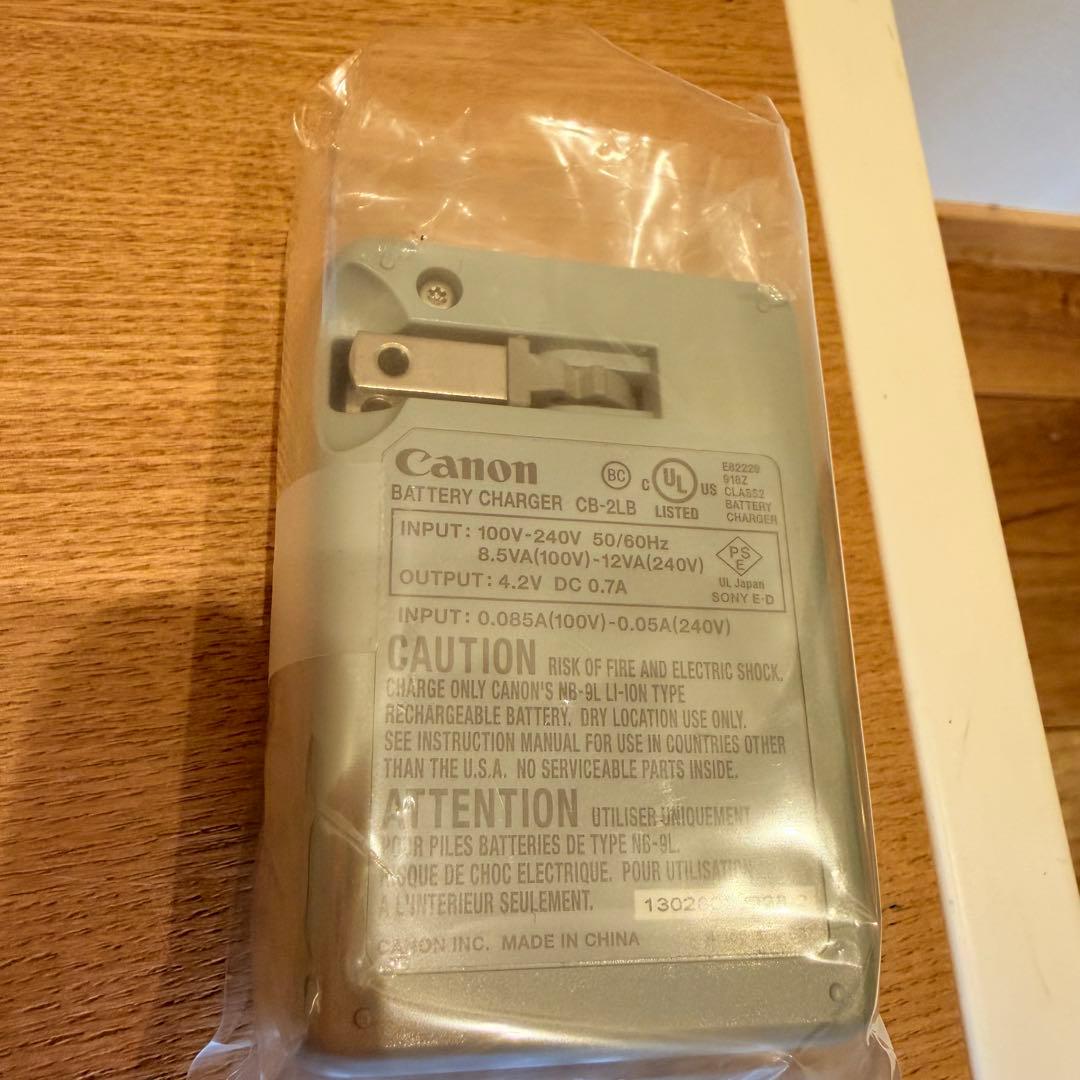 Canon
BATTERY CHARGER CB-2LB
BC
C UL US
LISTED
E82229
918Z
CLASS2
BATTERY
CHARGER
INPUT: 100V-240V 50/60Hz
8.5VA(100V)-12VA(240V)
OUTPUT: 4.2V DC 0.7A
PS
E
UL Japan
SONY E·D
INPUT: 0.085A(100V)-0.05A(240V)
CAUTION RISK OF FIRE AND ELECTRIC SHOCK.
CHARGE ONLY CANON'S NB-9L LI-ION TYPE
RECHARGEABLE BATTERY. DRY LOCATION USE ONLY.
SEE INSTRUCTION MANUAL FOR USE IN COUNTRIES OTHER
THAN THE U.S.A. NO SERVICEABLE PARTS INSIDE.
ATTENTION UTILISER UNIQUEMENT
POUR PILES BATTERIES DE TYPE NB-9L.
RISQUE DE CHOC ELECTRIQUE. POUR UTILISATION
A L'INTERIEUR SEULEMENT.
CANON INC. MADE IN CHINA